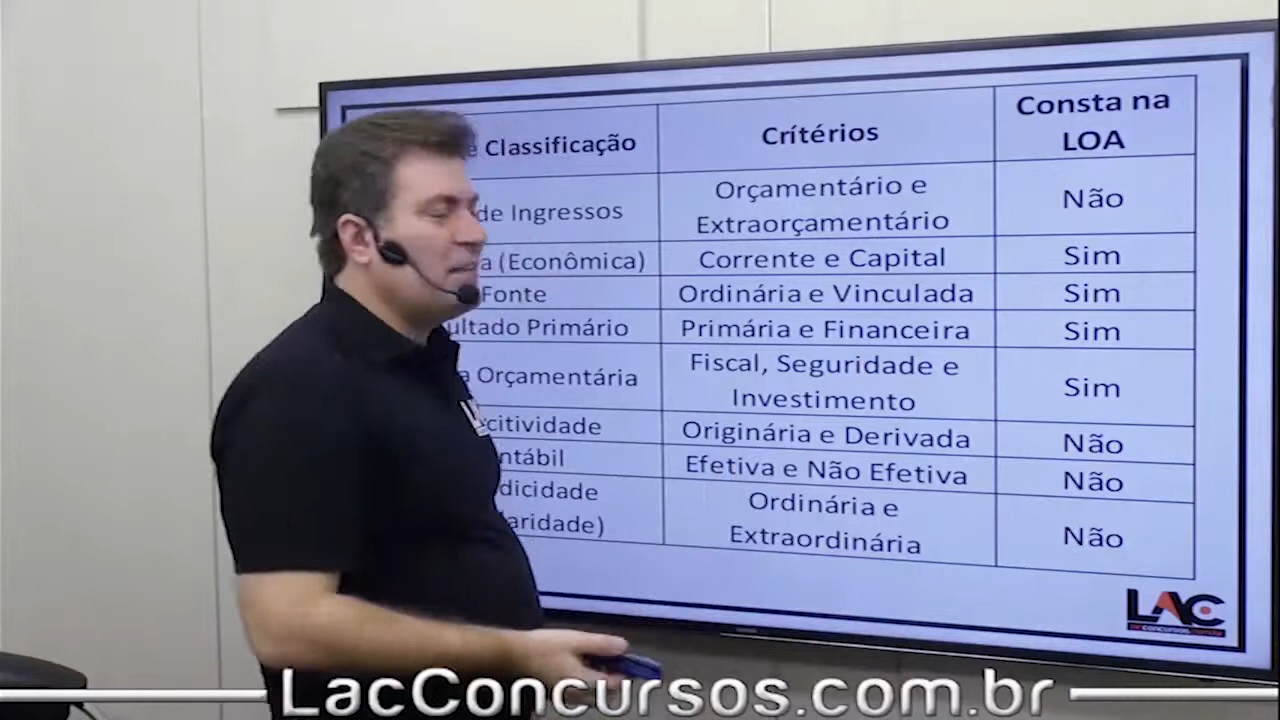 Classificação
Crítérios
Consta na
LOA
de Ingressos
Orçamentário e
Extraorçamentário
Não
(Econômica)
Corrente e Capital
Sim
Fonte
Ordinária e Vinculada
Sim
Primário
Primária e Financeira
Sim
Orçamentária
Fiscal, Seguridade e
Investimento
Sim
Originária e Derivada
Não
Efetiva e Não Efetiva
Não
Ordinária e
Extraordinária
Não
LAC
LacConcursos.com.br